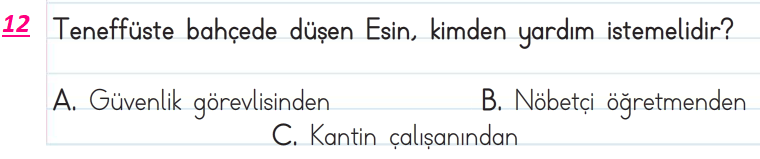 12 Teneffüste bahçede düşen Esin, kimden yardım istemelidir?
A. Güvenlik görevlisinden B. Nöbetçi öğretmenden
C. Kantin çalışanından